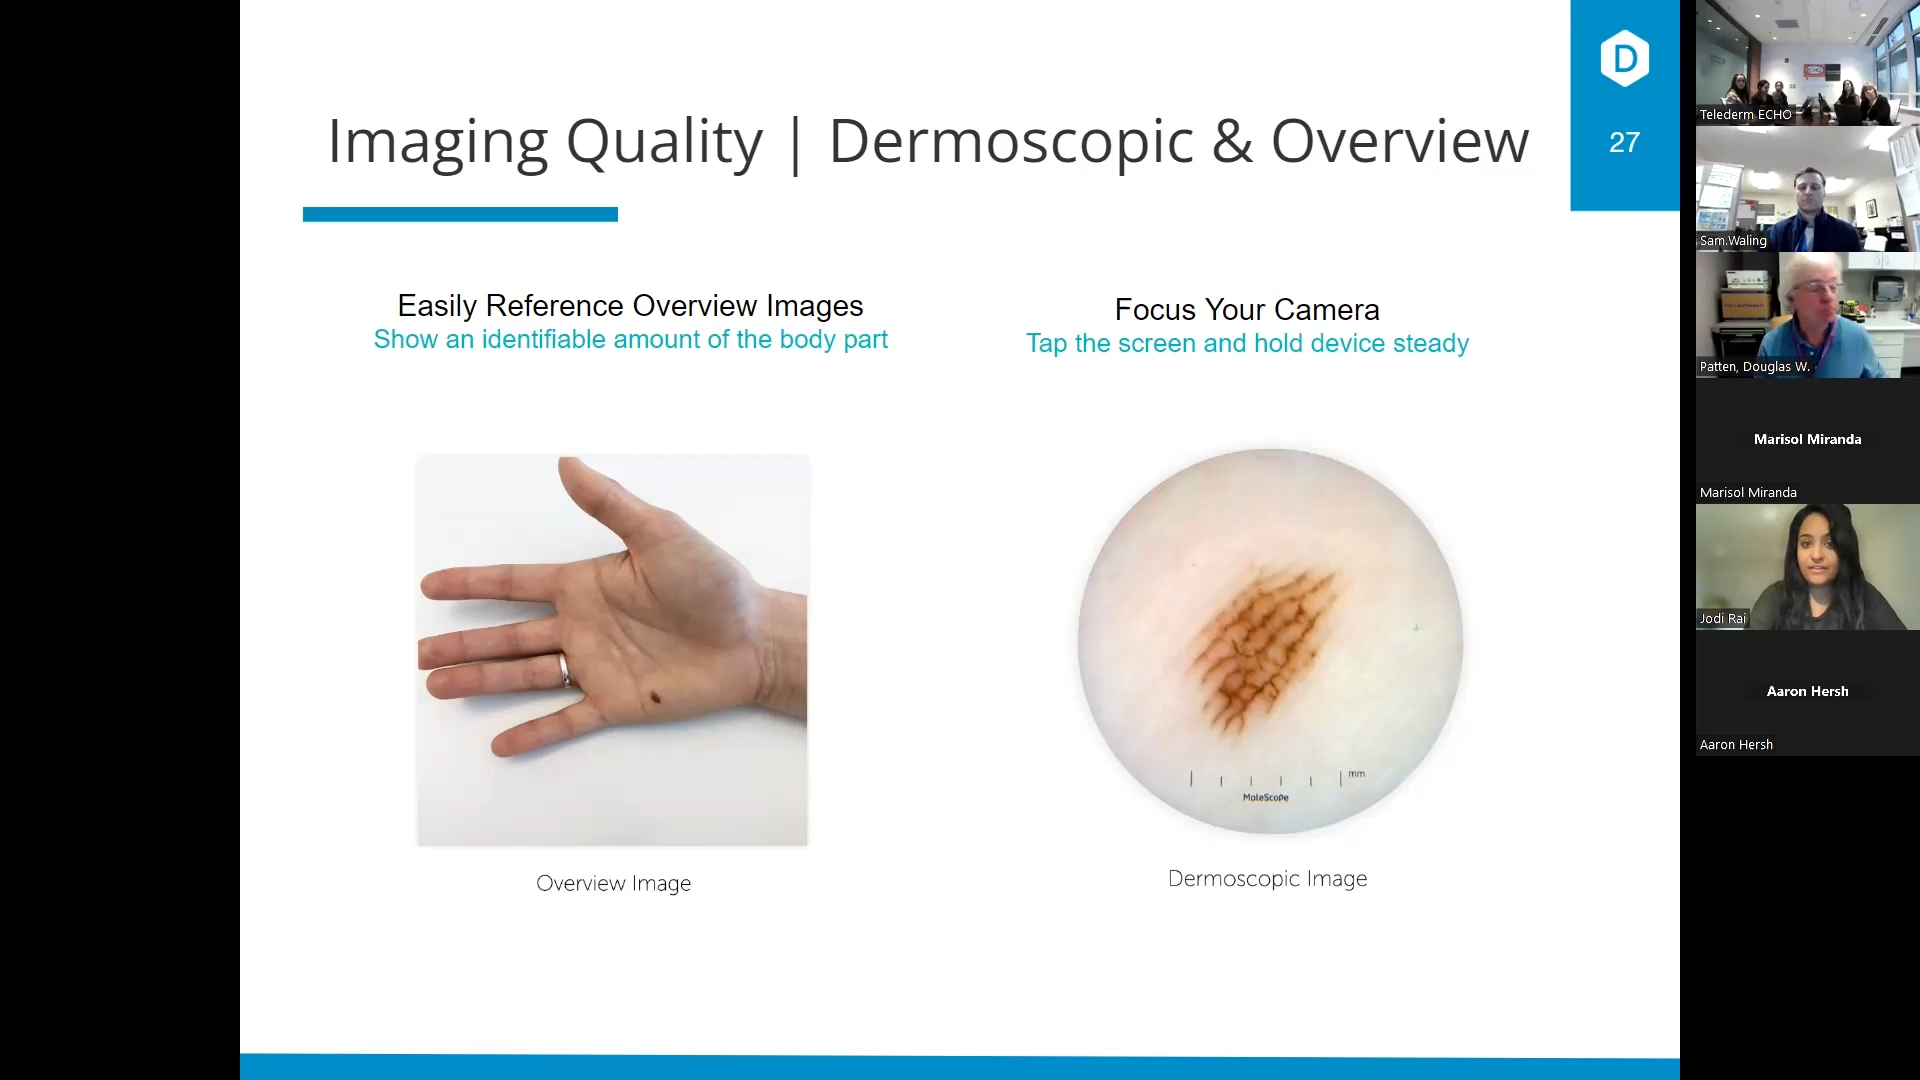 Imaging Quality | Dermoscopic & Overview
D
27
Easily Reference Overview Images
Show an identifiable amount of the body part
Focus Your Camera
Tap the screen and hold device steady
mm
MoleScope
Overview Image
Dermoscopic Image
Telederm ECHO
Sam.Waling
Patten, Douglas W.
Marisol Miranda
Marisol Miranda
Jodi Rai
Aaron Hersh
Aaron Hersh